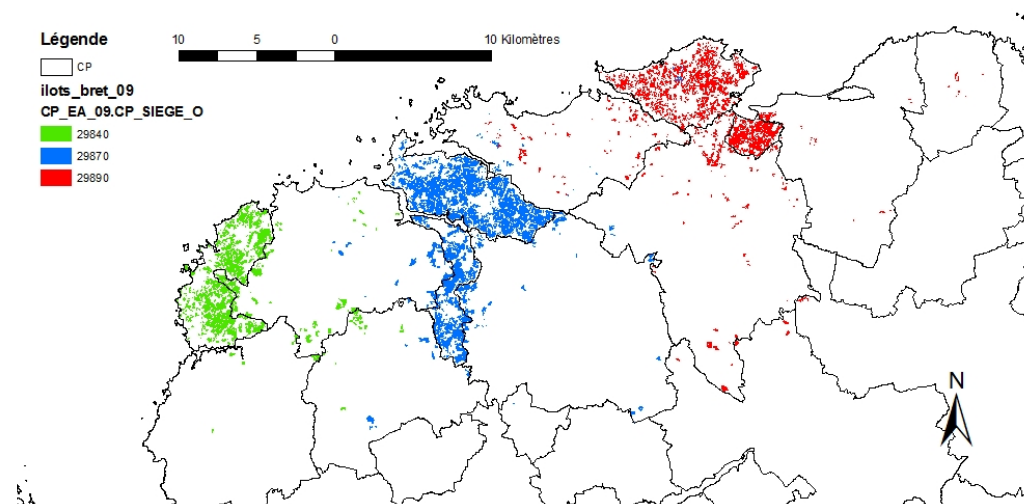 Légende
CP
ilots_bret_09
CP_EA_09.CP_SIEGE_O
29840
29870
29890
10 5 0 10 Kilomètres
N